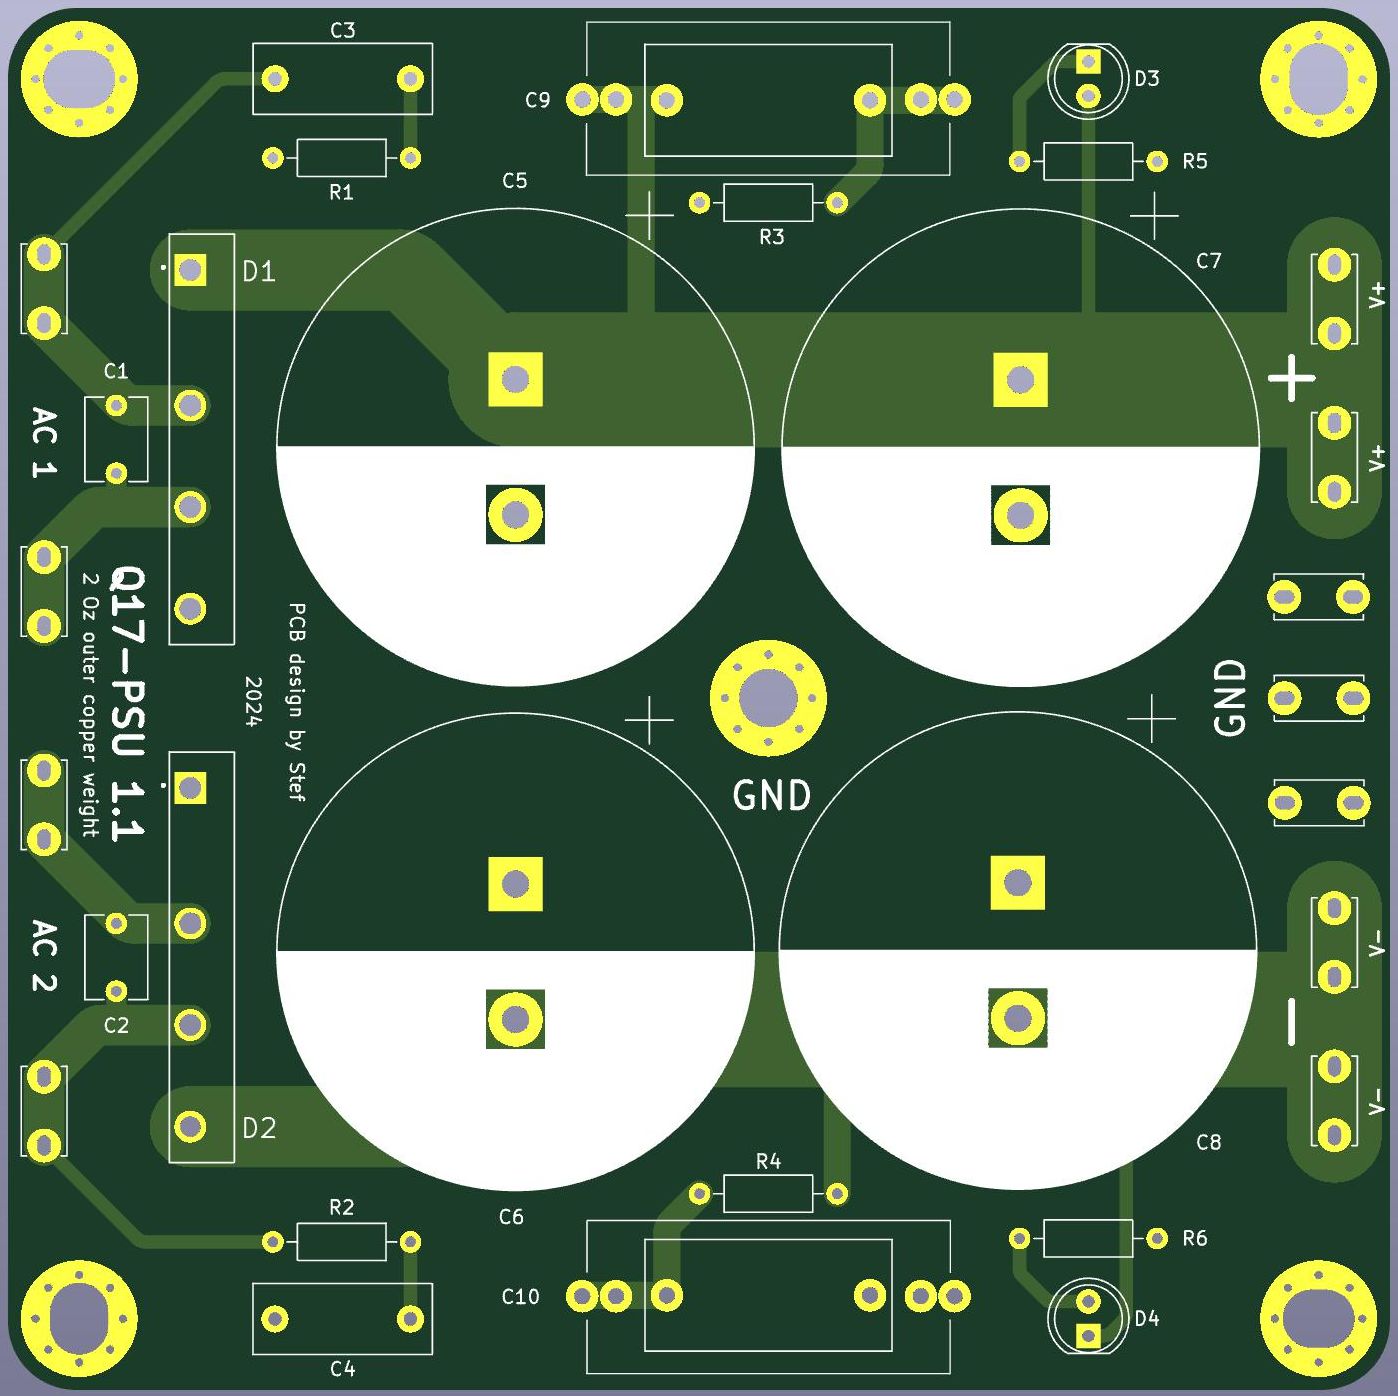 C3
C9
D3
R1
R5
C5
R3
C7
D1
V+
C1
+
AC 1
V+
Q17-PSU 1.1
2 Oz outer copper weight
PCB design by Stef
2024
GND
GND
AC 2
V-
C2
-
D2
V-
C8
R4
R2
C6
R6
C10
D4
C4